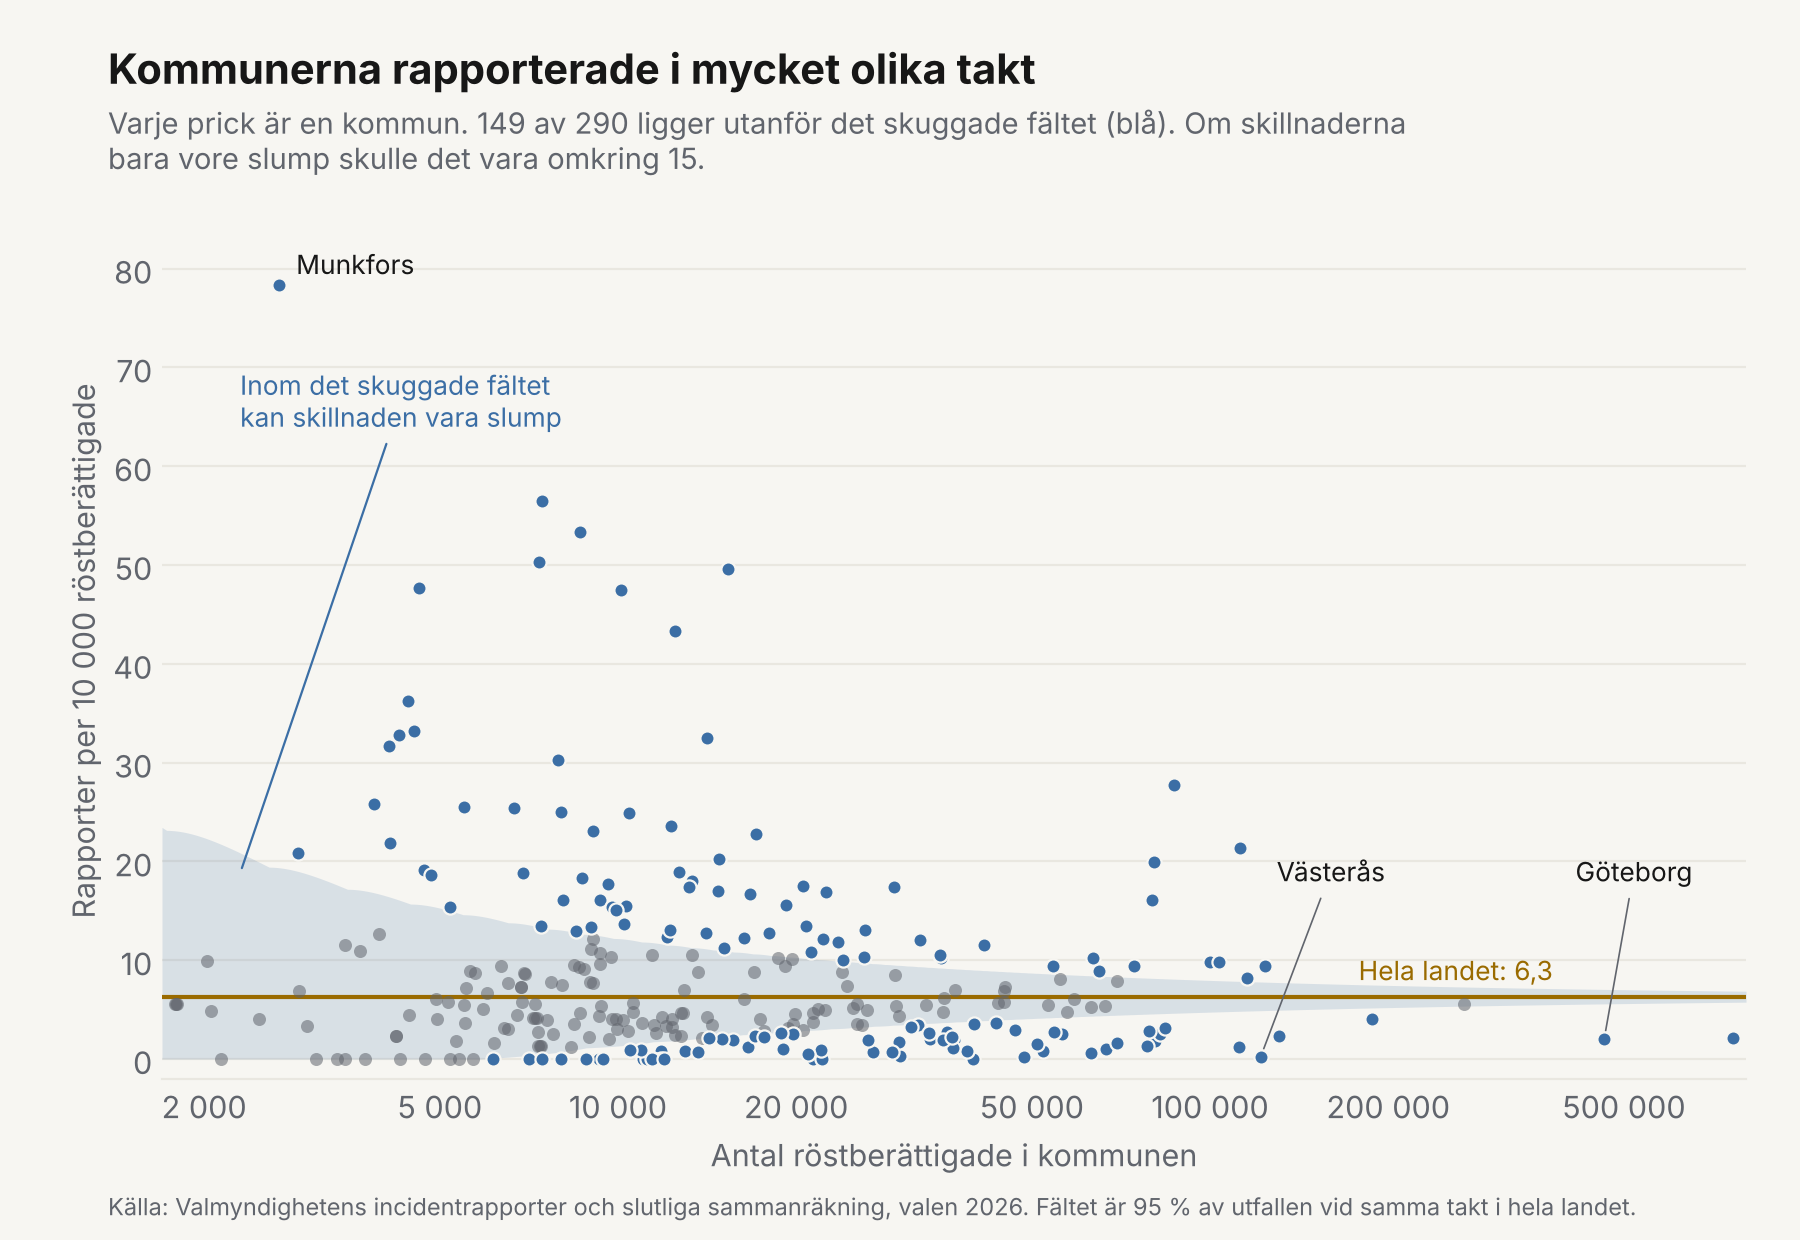 Kommunerna rapporterade i mycket olika takt
Varje prick är en kommun. 149 av 290 ligger utanför det skuggade fältet (blå). Om skillnaderna
bara vore slump skulle det vara omkring 15.
Rapporter per 10 000 röstberättigade
80
70
60
50
40
30
20
10
0
Munkfors
Inom det skuggade fältet
kan skillnaden vara slump
Västerås
Göteborg
Hela landet: 6,3
2 000
5 000
10 000
20 000
50 000
100 000
200 000
500 000
Antal röstberättigade i kommunen
Källa: Valmyndighetens incidentrapporter och slutliga sammanräkning, valen 2026. Fältet är 95 % av utfallen vid samma takt i hela landet.